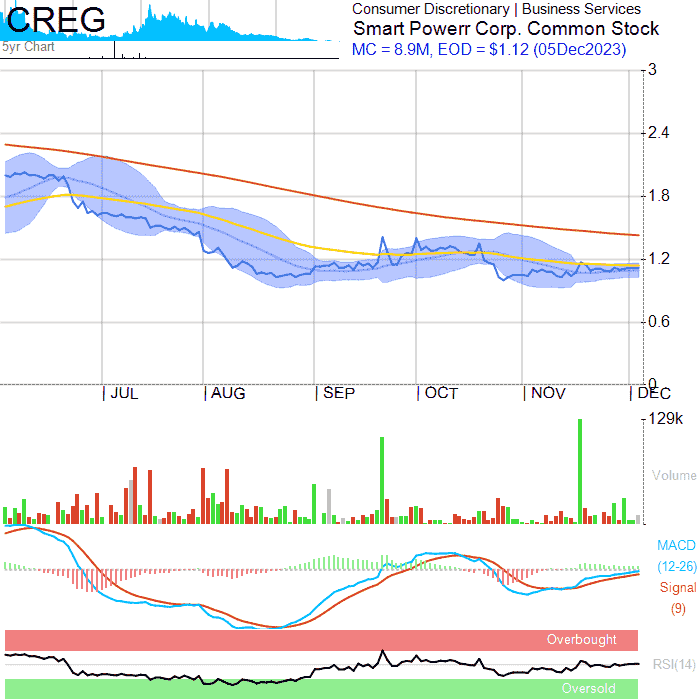 CREG
5yr Chart
Consumer Discretionary | Business Services
Smart Powerr Corp. Common Stock
MC = 8.9M, EOD = $1.12 (05Dec2023)
3
2.4
1.8
1.2
0.6
0
JUL AUG SEP OCT NOV DEC
129k
Volume
MACD
(12-26)
Signal
(9)
Overbought
RSI(14)
Oversold